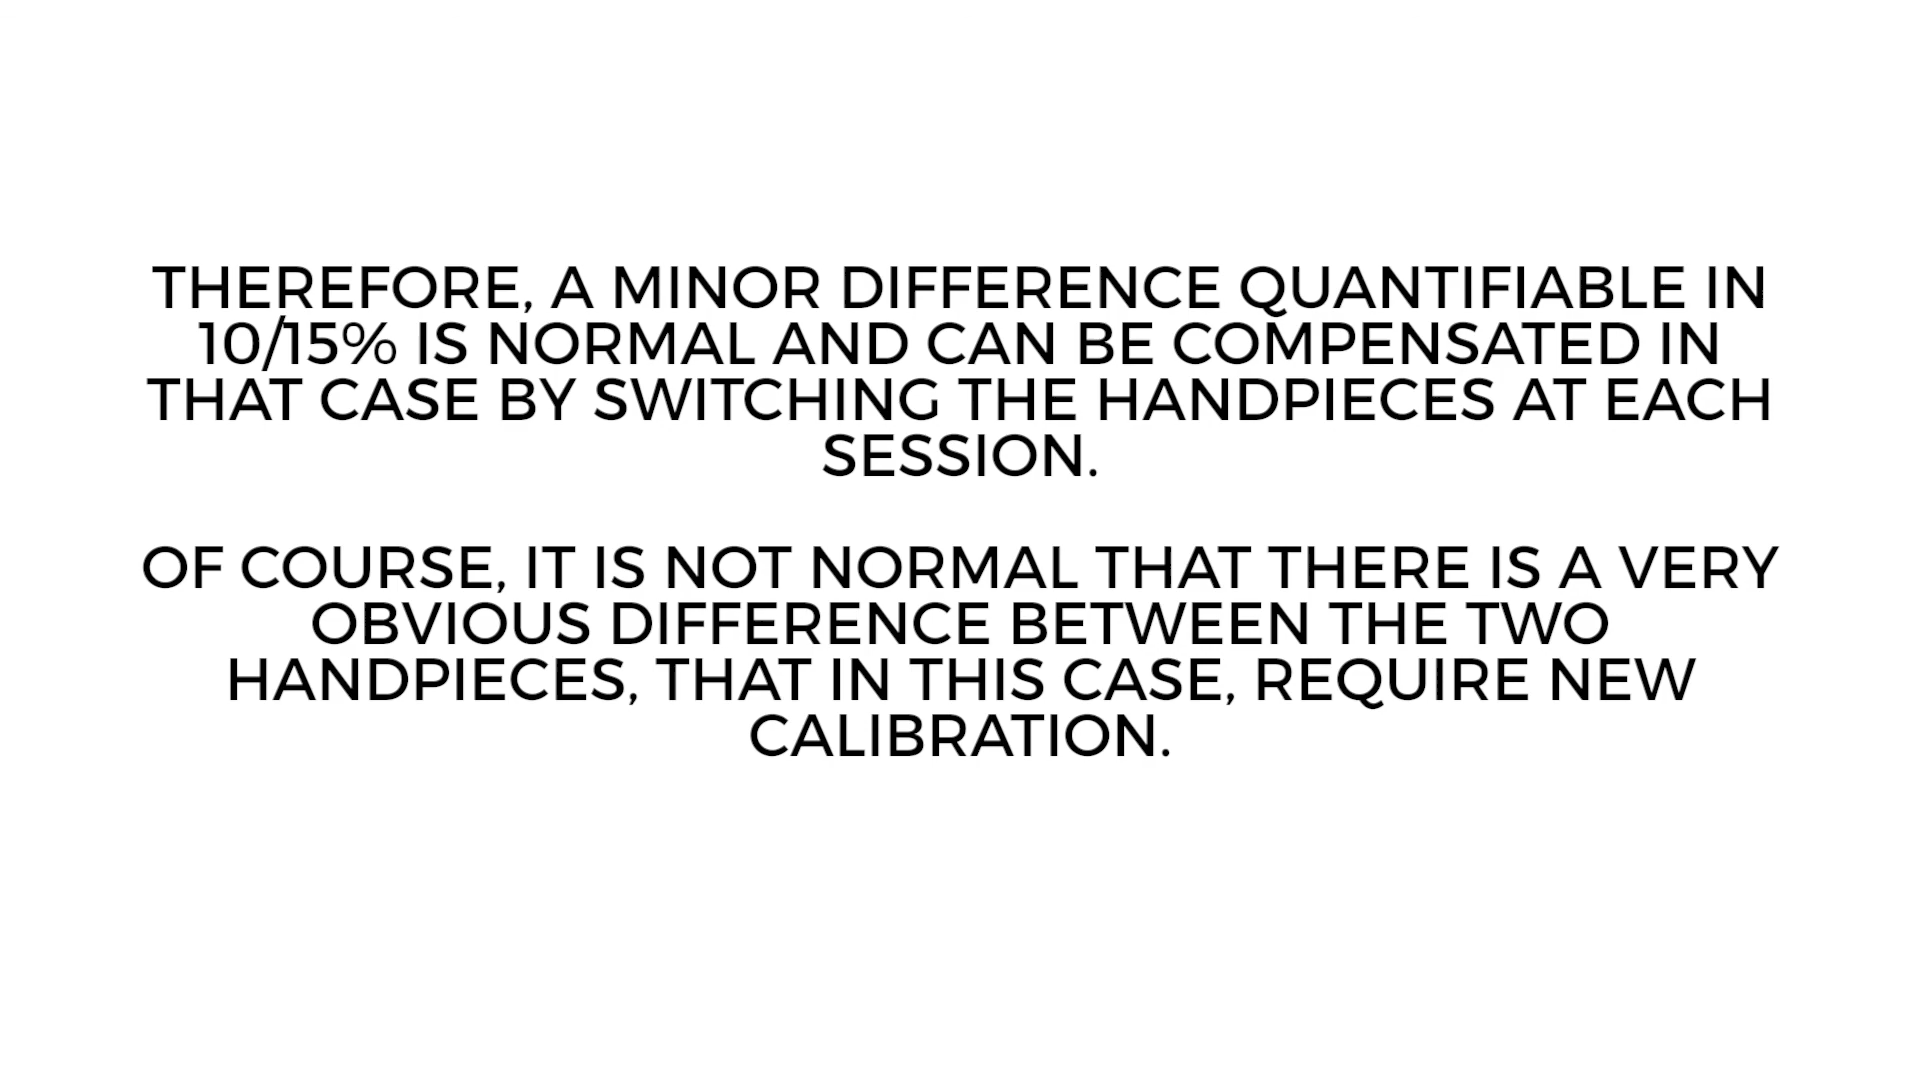 THEREFORE, A MINOR DIFFERENCE QUANTIFIABLE IN
10/15% IS NORMAL AND CAN BE COMPENSATED IN
THAT CASE BY SWITCHING THE HANDPIECES AT EACH
SESSION.
OF COURSE, IT IS NOT NORMAL THAT THERE IS A VERY
OBVIOUS DIFFERENCE BETWEEN THE TWO
HANDPIECES, THAT IN THIS CASE, REQUIRE NEW
CALIBRATION.